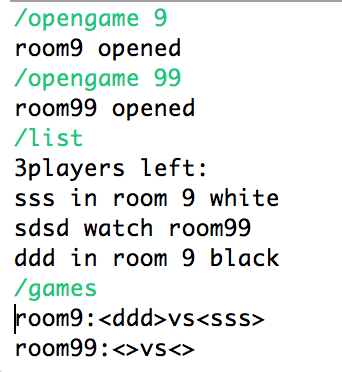 /opengame 9
room9 opened
/opengame 99
room99 opened
/list
3players left:
sss in room 9 white
sdsd watch room99
ddd in room 9 black
/games
room9:<ddd>vs<sss>
room99:<>vs<>